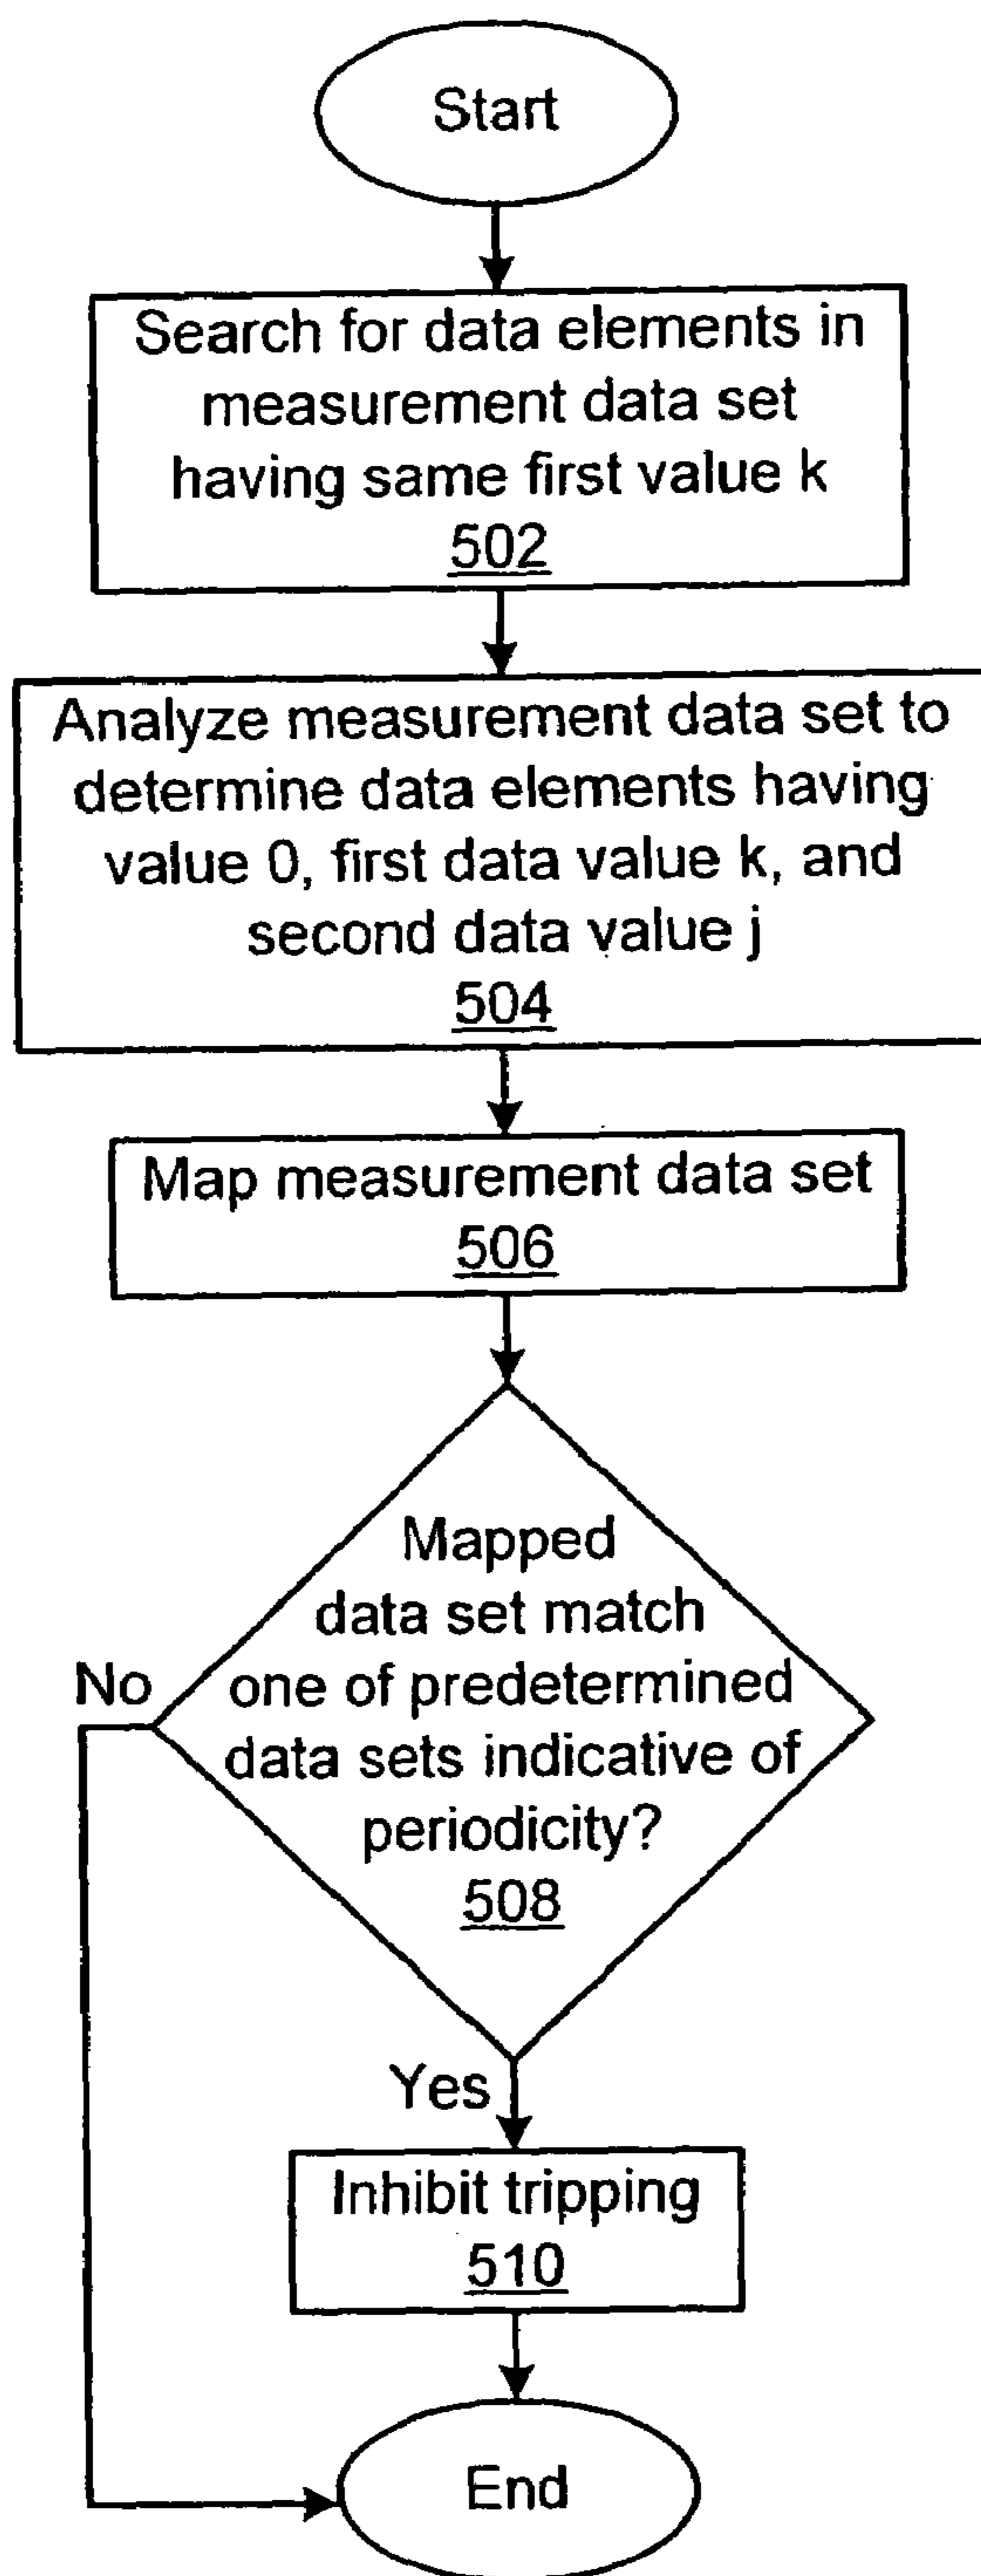 Start
Search for data elements in
measurement data set
having same first value k
502
Analyze measurement data set to
determine data elements having
value 0, first data value k, and
second data value j
504
Map measurement data set
506
Mapped
data set match
one of predetermined
data sets indicative of
periodicity?
508
No
Yes
Inhibit tripping
510
End